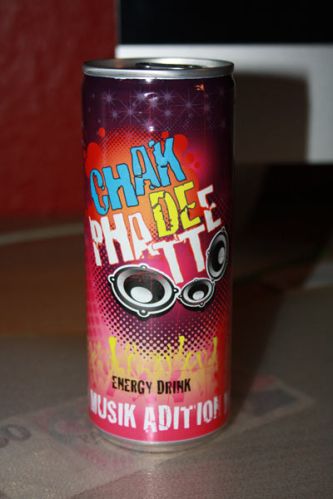 CHAK
DE
PHATTE
ENERGY DRINK
MUSIK ADITION